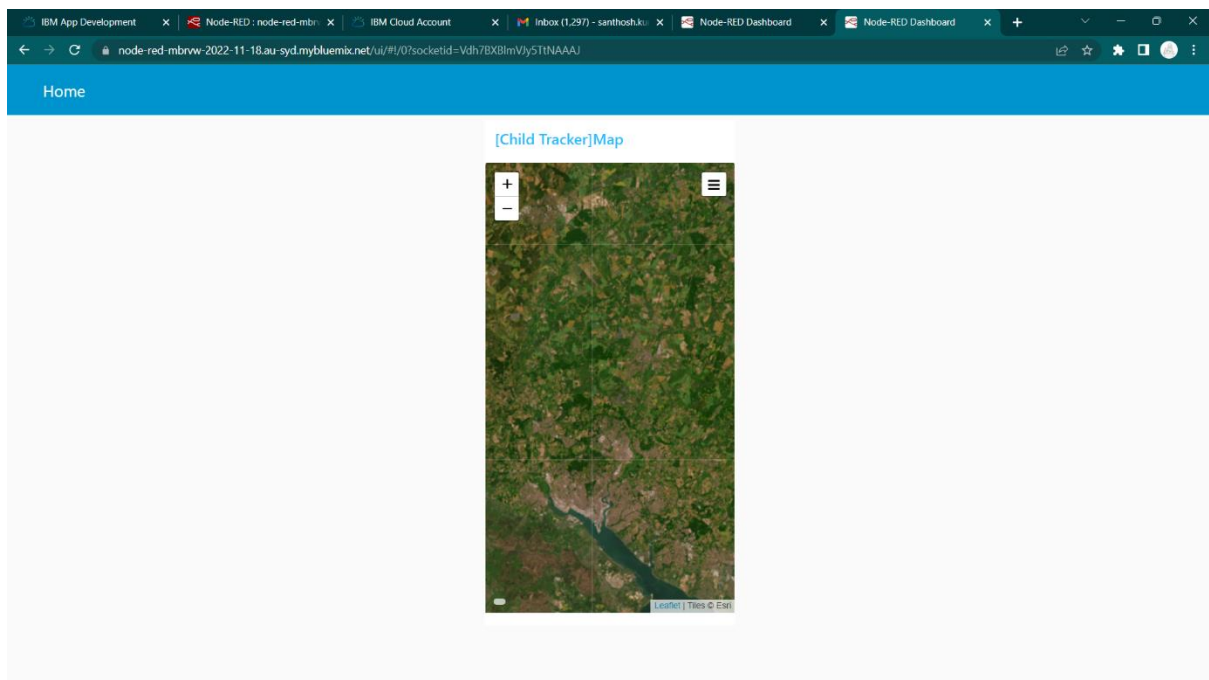 IBM App Development
Node-RED : node-red-mbr
IBM Cloud Account
Inbox (1,297) - santhosh.ku
Node-RED Dashboard
Node-RED Dashboard
node-red-mbrvw-2022-11-18.au-syd.mybluemix.net/ui/#!/0?socketid=
Home
[Child Tracker]Map
+
−
Leaflet | Tiles © Esri